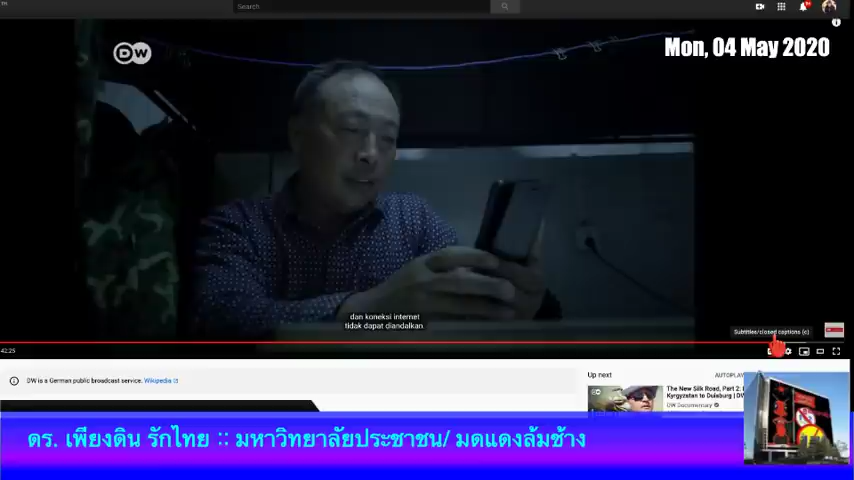 Search
DW
Mon, 04 May 2020
dan koneksi internet
tidak dapat diandalkan
Subtitles/closed captions (c)
42:25
DW is a German public broadcast service. Wikipedia
Up next
AUTOPLAY
The New Silk Road, Part 2:
Kyrgyzstan to Duisburg | DW
DW Documentary
ดร. เพียงดิน รักไทย :: มหาวิทยาลัยประชาชน/ มดแดงล้มช้าง